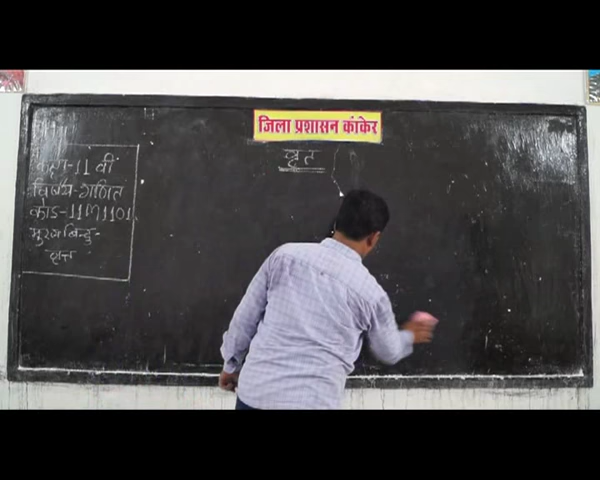 जिला प्रशासन कांकेर
वृत
कक्षा-11 वीं
विषय-गणित
कोड-11M1101
मुख्य बिन्दु-
वृत्त